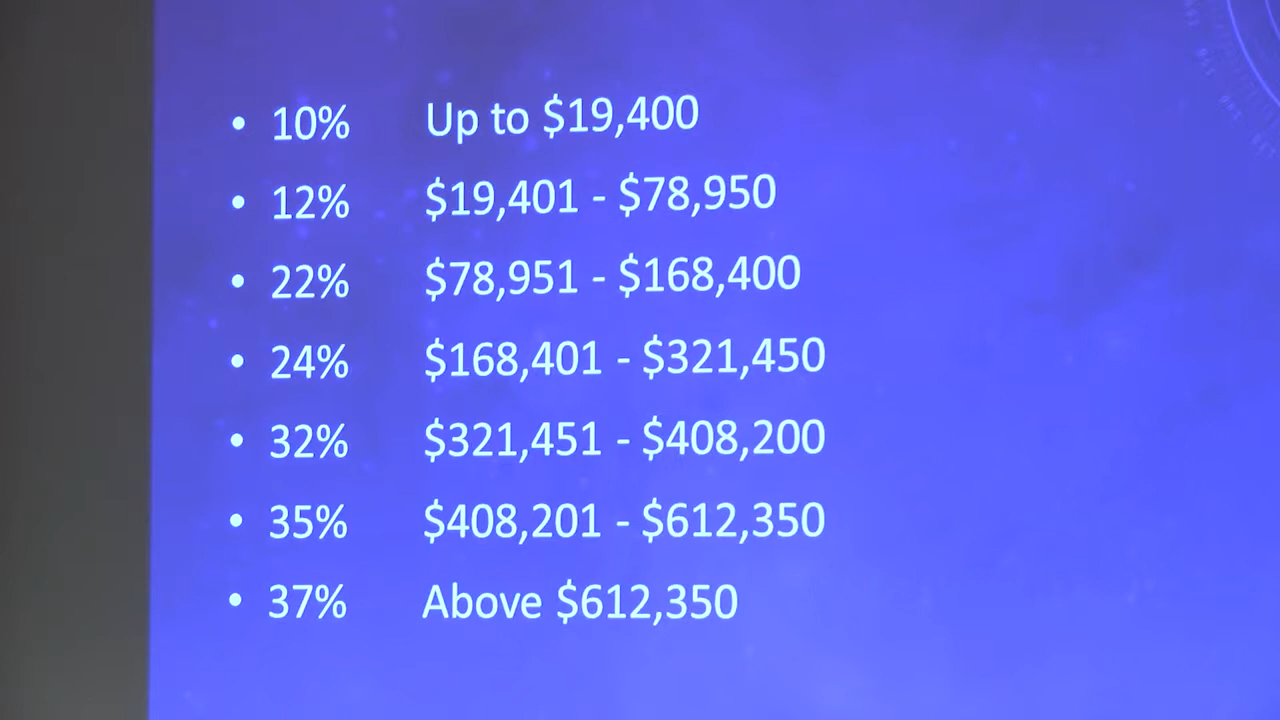 • 10% Up to $19,400
• 12% $19,401 - $78,950
• 22% $78,951 - $168,400
• 24% $168,401 - $321,450
• 32% $321,451 - $408,200
• 35% $408,201 - $612,350
• 37% Above $612,350